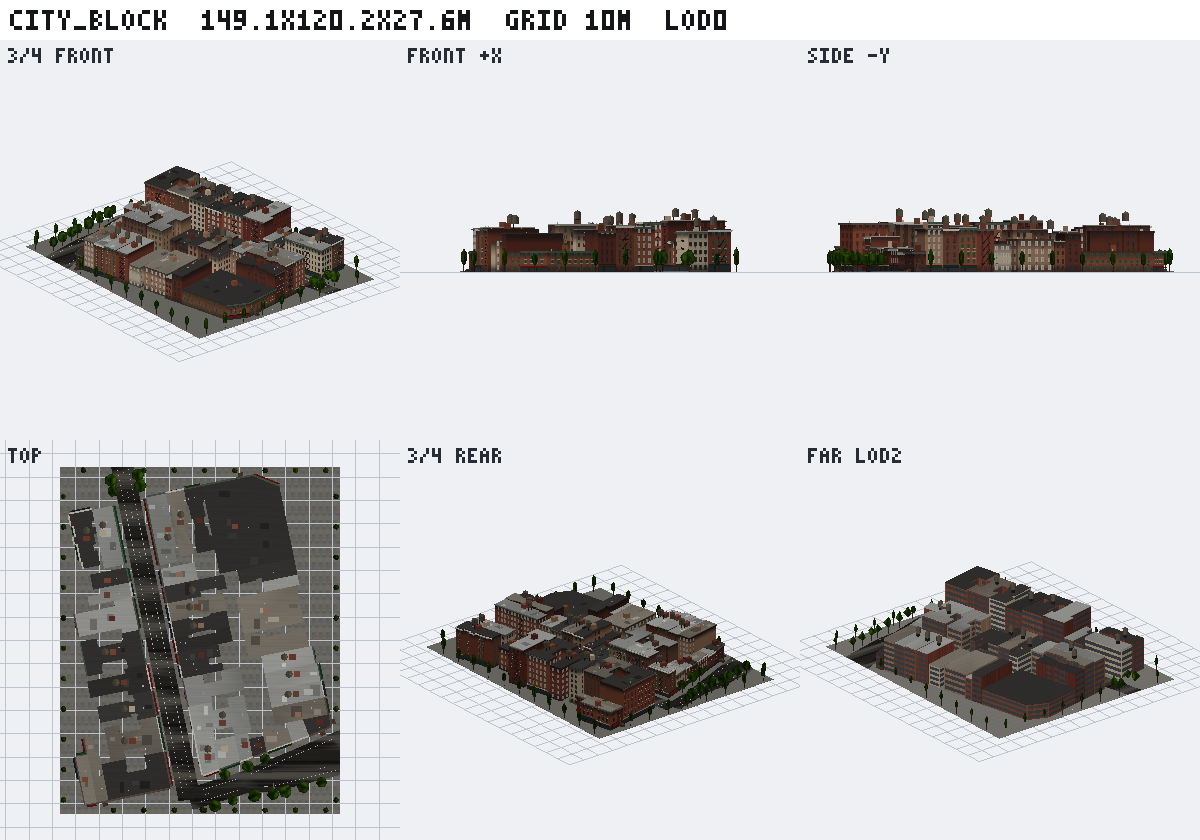 CITY_BLOCK 149.1X120.2X27.6M GRID 10M LOD0
3/4 FRONT
FRONT +X
SIDE -Y
TOP
3/4 REAR
FAR LOD2